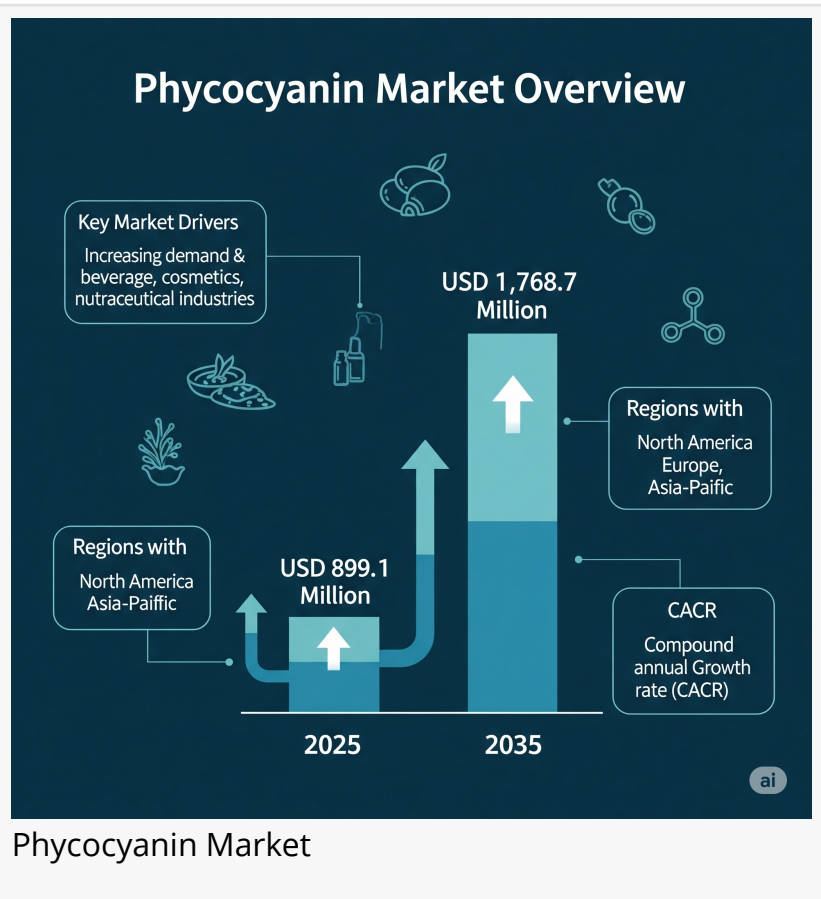 Phycocyanin Market Overview
Key Market Drivers
Increasing demand &
beverage, cosmetics,
nutraceutical industries
USD 1,768.7
Million
Regions with
North America
Europe,
Asia-Paific
Regions with
North America
Asia-Paiffic
USD 899.1
Million
CACR
Compound
annual Growth
rate (CACR)
2025
2035
ai
Phycocyanin Market